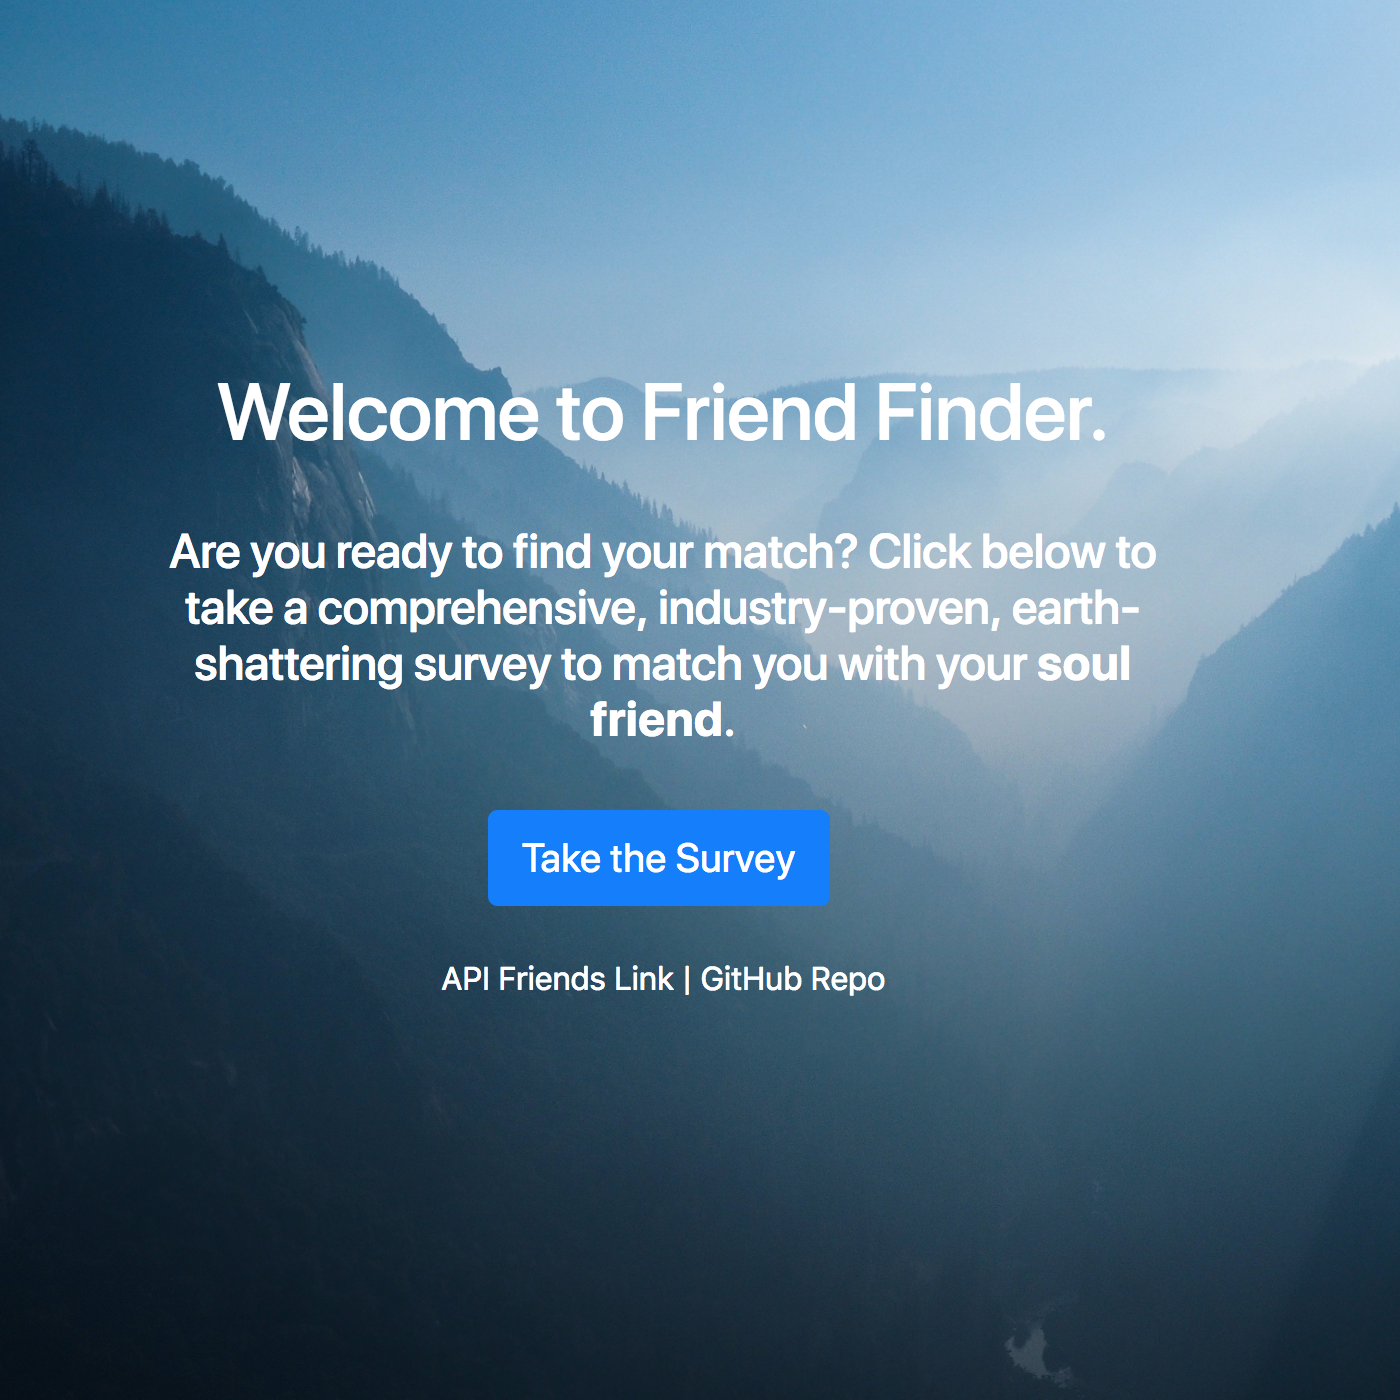 Welcome to Friend Finder.
Are you ready to find your match? Click below to
take a comprehensive, industry-proven, earth-
shattering survey to match you with your soul
friend.
Take the Survey
API Friends Link | GitHub Repo